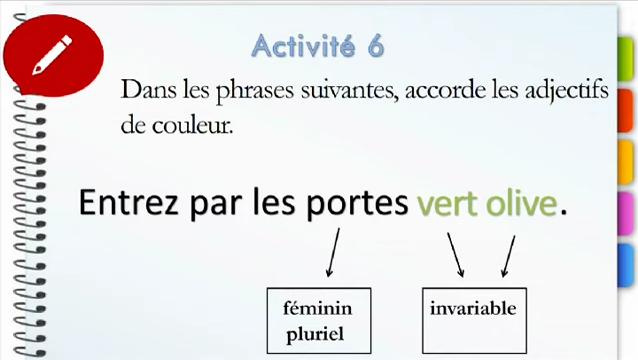 Activité 6
Dans les phrases suivantes, accorde les adjectifs
de couleur.
Entrez par les portes vert olive.
féminin
pluriel
invariable